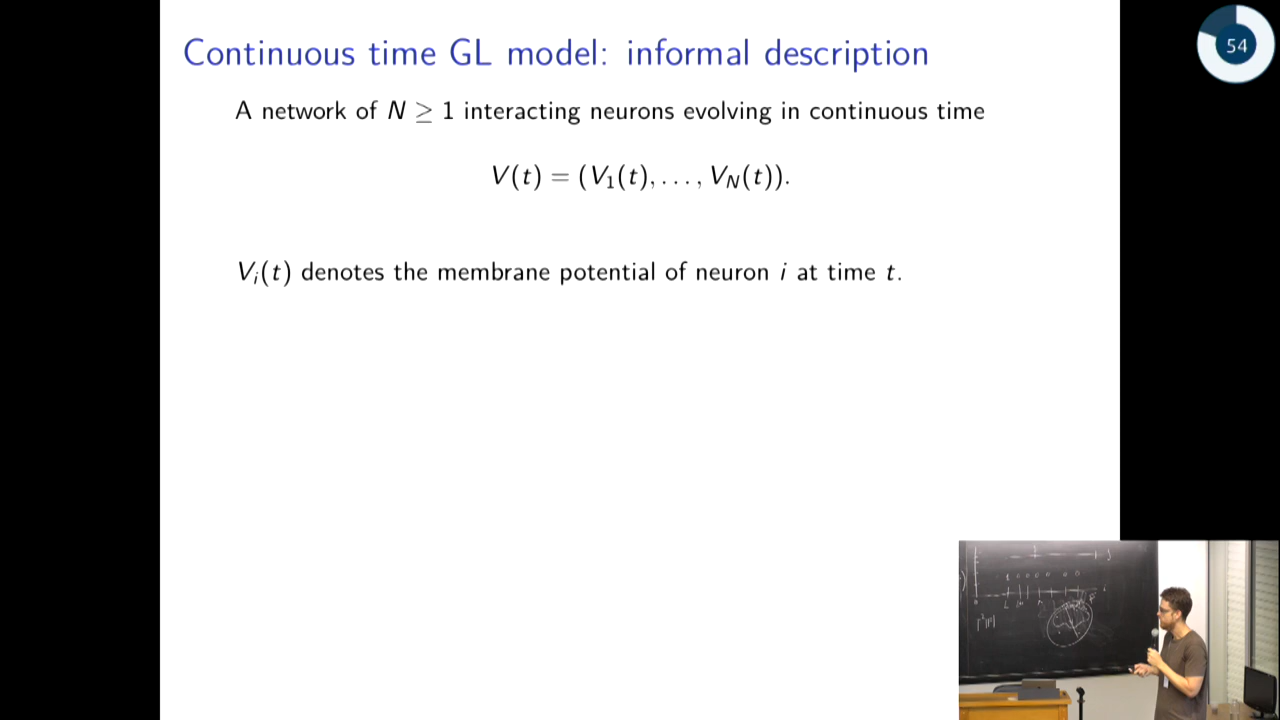 Continuous time GL model: informal description
54
A network of N ≥ 1 interacting neurons evolving in continuous time
V(t) = (V₁(t), . . . , V_N(t)).
Vᵢ(t) denotes the membrane potential of neuron i at time t.